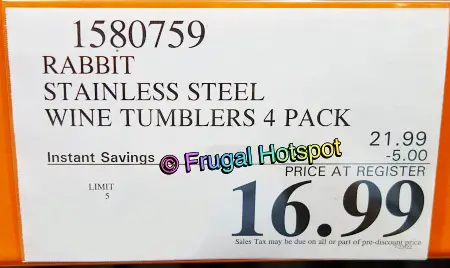 1580759
RABBIT
STAINLESS STEEL
WINE TUMBLERS 4 PACK
21.99
Instant Savings -5.00
© Frugal Hotspot
PRICE AT REGISTER
LIMIT
5
16.99
Sales Tax may be due on all or part of pre-discount price